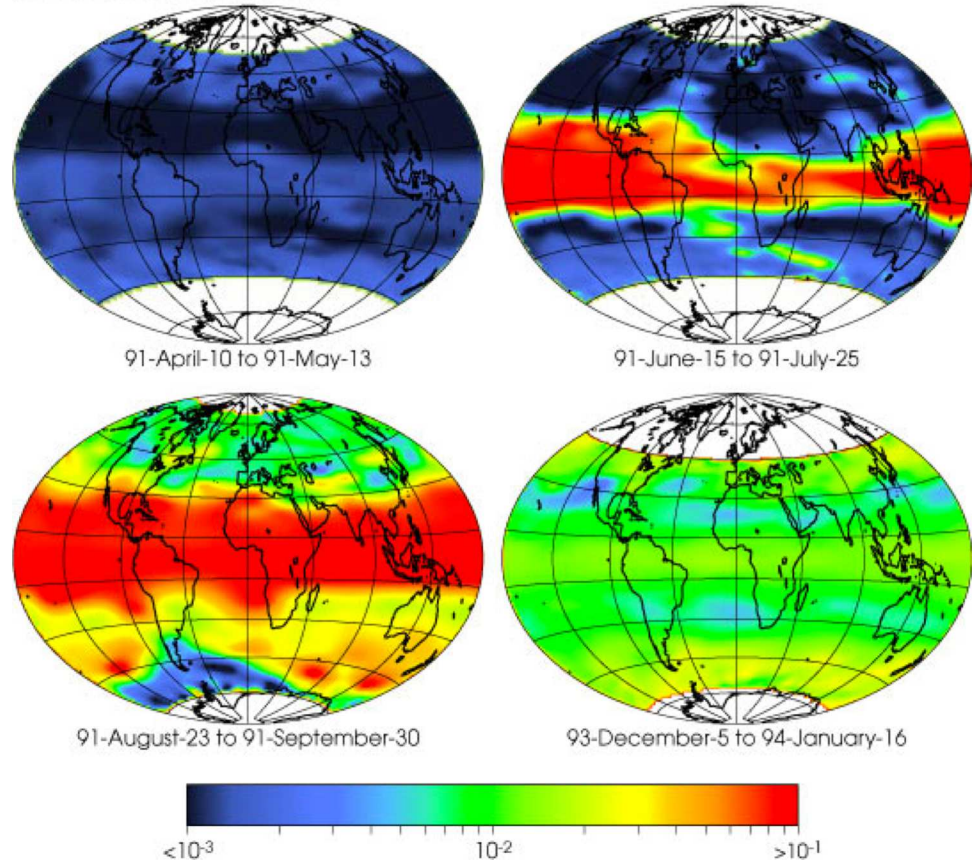 91-April-10 to 91-May-13
91-June-15 to 91-July-25
91-August-23 to 91-September-30
93-December-5 to 94-January-16
<10⁻³
10⁻²
>10⁻¹